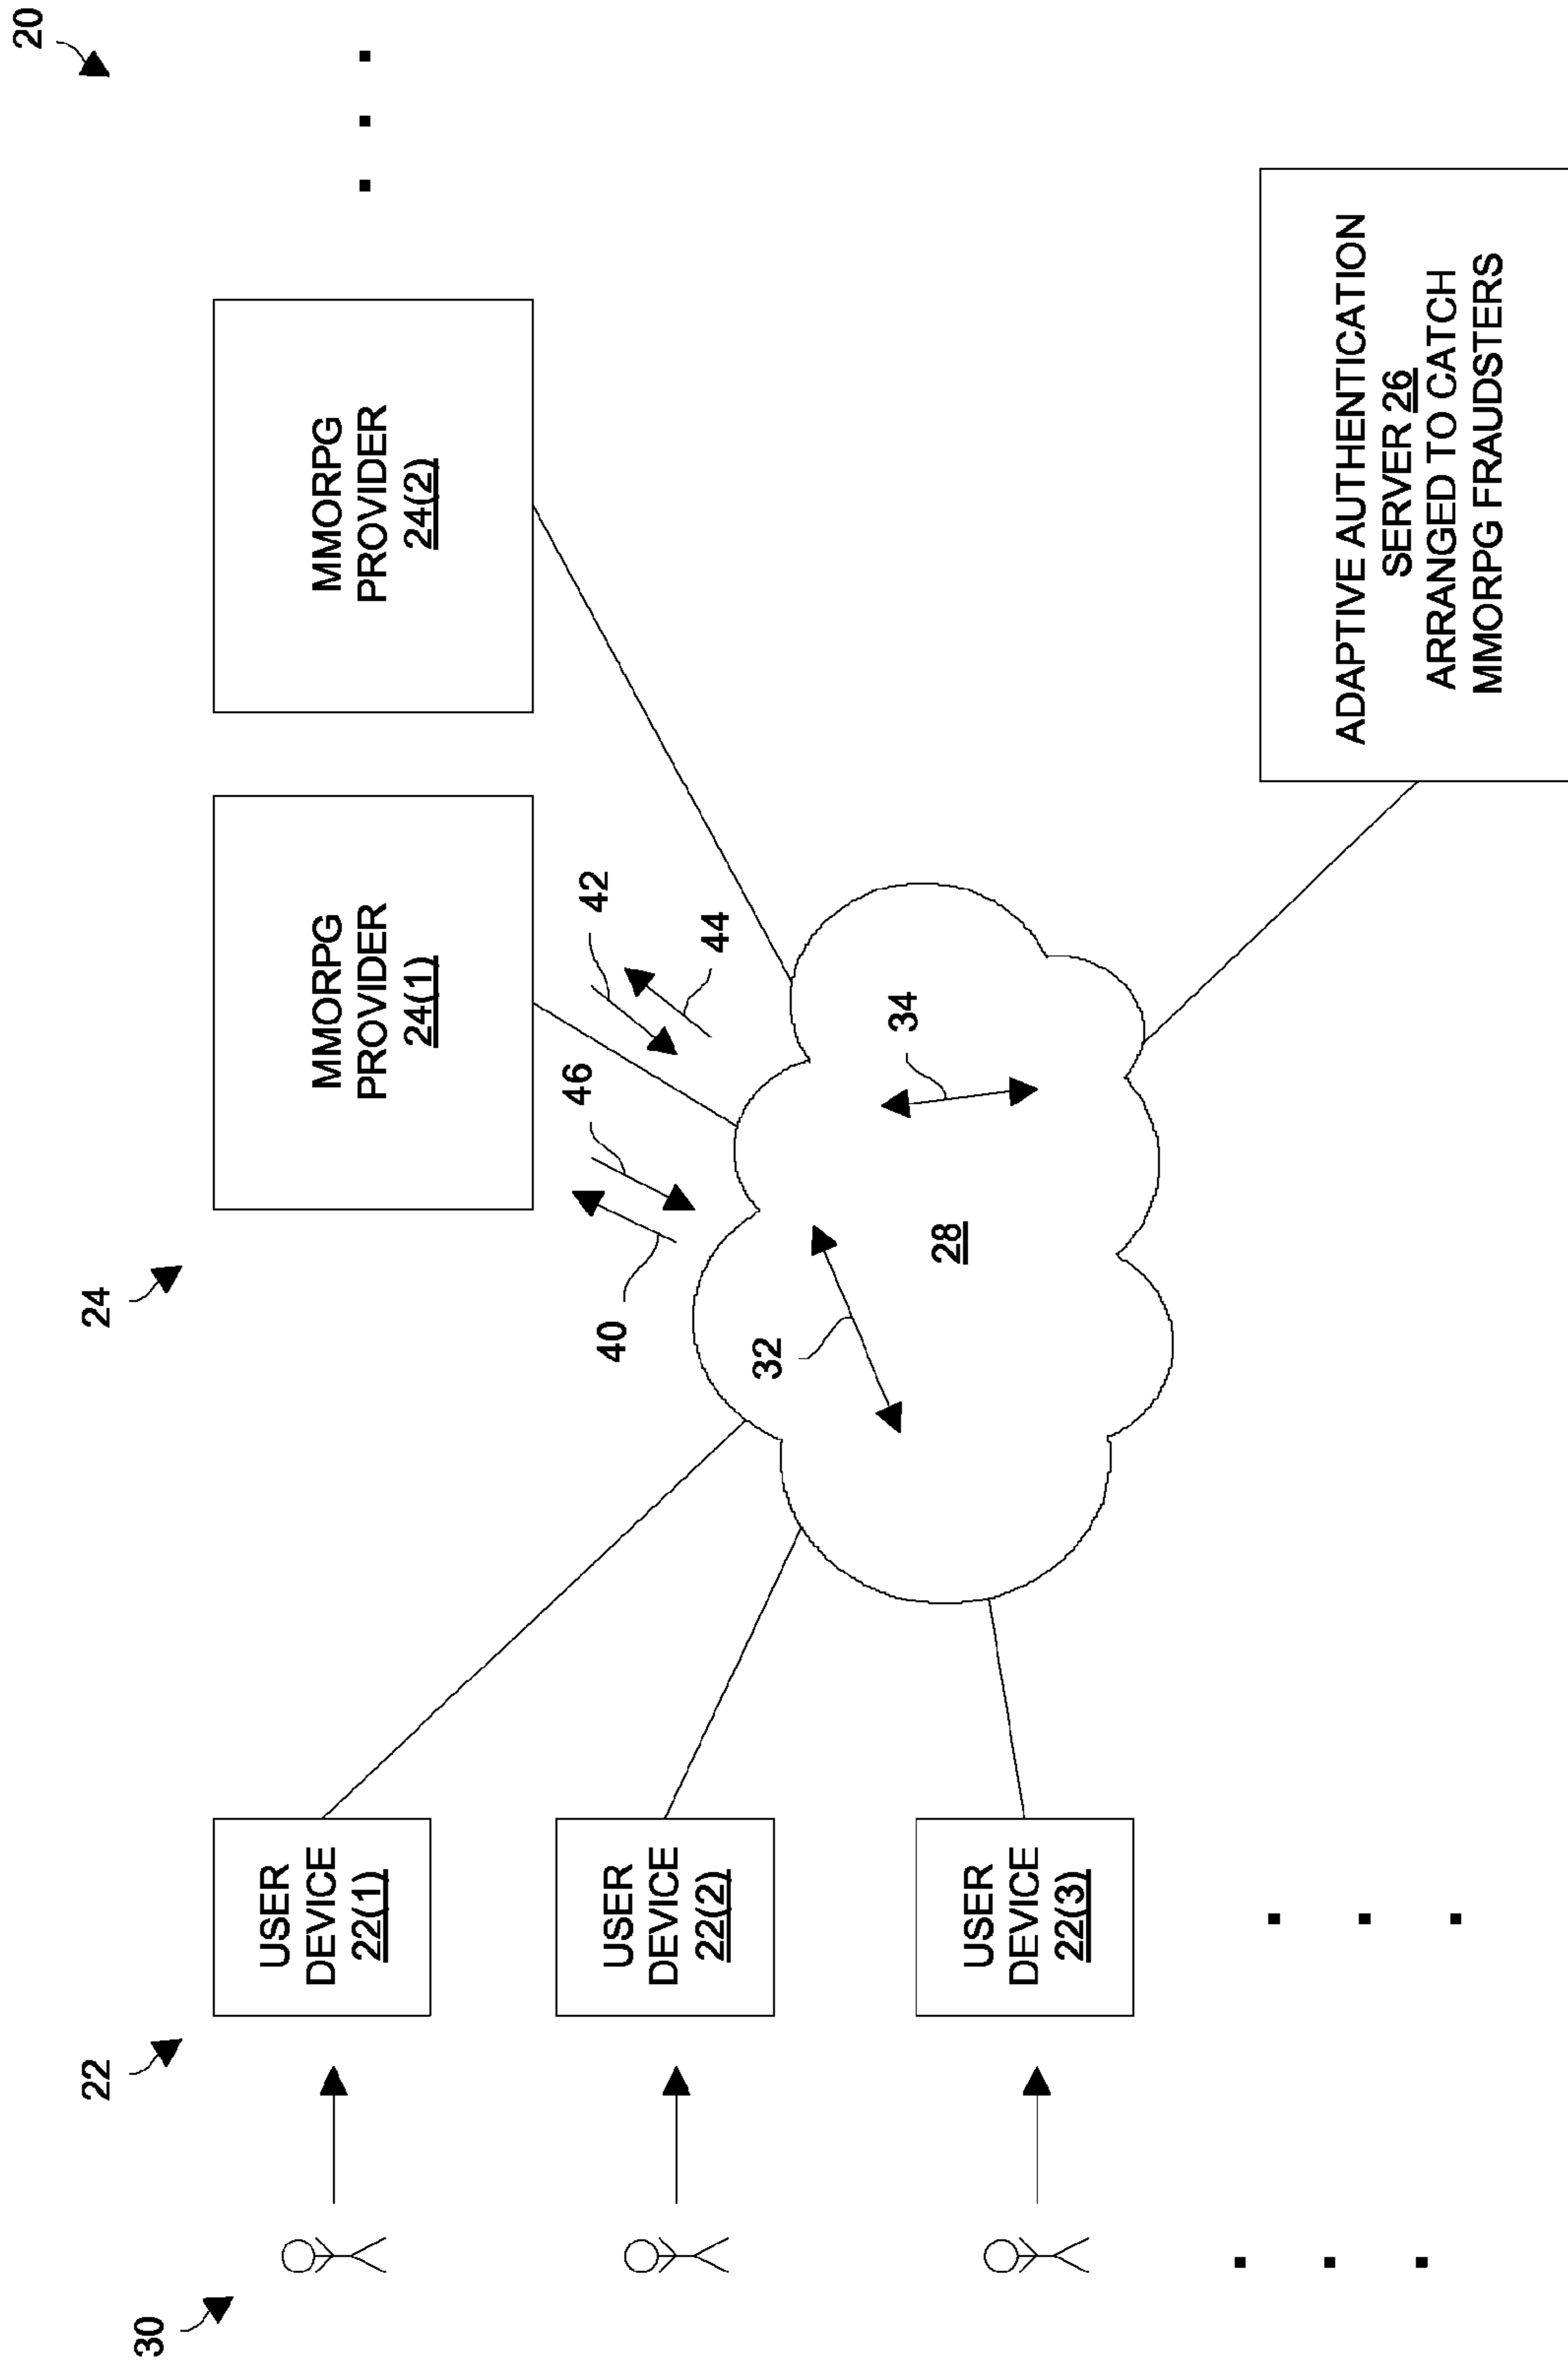 20
24
22
30
MMORPG
PROVIDER
24(1)
MMORPG
PROVIDER
24(2)
USER
DEVICE
22(1)
USER
DEVICE
22(2)
USER
DEVICE
22(3)
40
46
42
44
32
34
28
ADAPTIVE AUTHENTICATION
SERVER 26
ARRANGED TO CATCH
MMORPG FRAUDSTERS